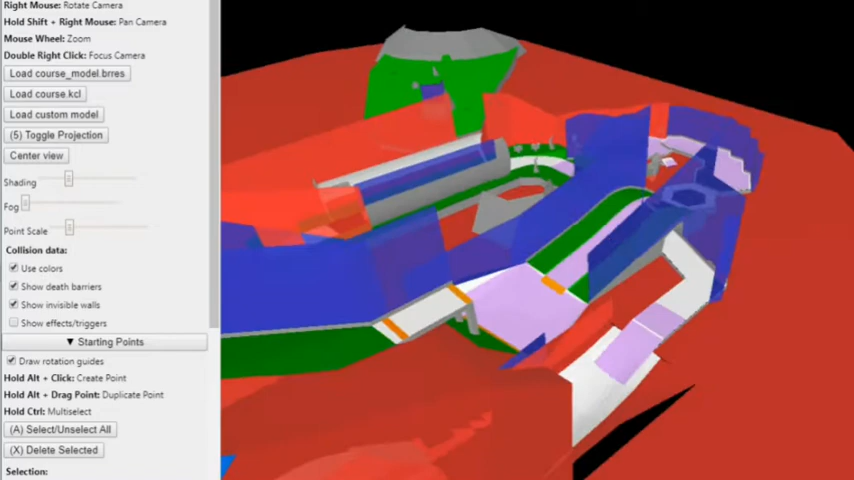 Right Mouse: Rotate Camera
Hold Shift + Right Mouse: Pan Camera
Mouse Wheel: Zoom
Double Right Click: Focus Camera
Load course_model.brres
Load course.kcl
Load custom model
(5) Toggle Projection
Center view
Shading
Fog
Point Scale
Collision data:
Use colors
Show death barriers
Show invisible walls
Show effects/triggers
▼ Starting Points
Draw rotation guides
Hold Alt + Click: Create Point
Hold Alt + Drag Point: Duplicate Point
Hold Ctrl: Multiselect
(A) Select/Unselect All
(X) Delete Selected
Selection: